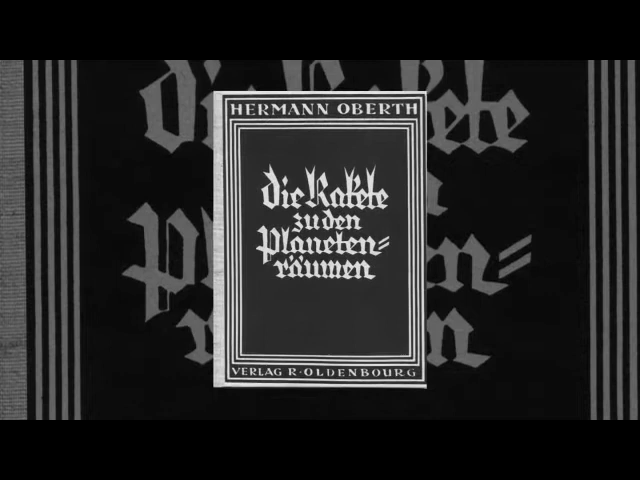 HERMANN OBERTH
Die Rakete
zu den
Planeten=
räumen
VERLAG R·OLDENBOURG